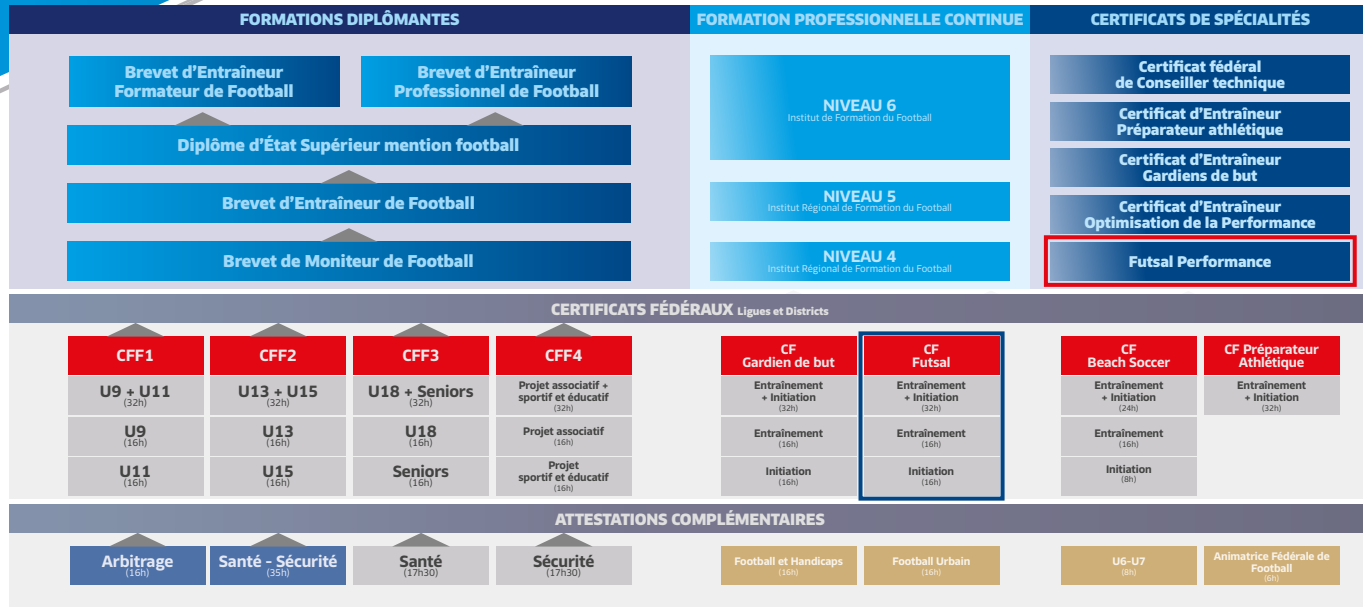 FORMATIONS DIPLÔMANTES
FORMATION PROFESSIONNELLE CONTINUE
CERTIFICATS DE SPÉCIALITÉS
Brevet d'Entraîneur
Formateur de Football
Brevet d'Entraîneur
Professionnel de Football
Diplôme d'État Supérieur mention football
Brevet d'Entraîneur de Football
Brevet de Moniteur de Football
NIVEAU 6
Institut de Formation du Football
NIVEAU 5
Institut Régional de Formation du Football
NIVEAU 4
Institut Régional de Formation du Football
Certificat fédéral
de Conseiller technique
Certificat d'Entraîneur
Préparateur athlétique
Certificat d'Entraîneur
Gardiens de but
Certificat d'Entraîneur
Optimisation de la Performance
Futsal Performance
CERTIFICATS FÉDÉRAUX Ligues et Districts
CFF1
U9 + U11
(32h)
U9
(16h)
U11
(16h)
CFF2
U13 + U15
(32h)
U13
(16h)
U15
(16h)
CFF3
U18 + Seniors
(32h)
U18
(16h)
Seniors
(16h)
CFF4
Projet associatif +
sportif et éducatif
(32h)
Projet associatif
(16h)
Projet
sportif et éducatif
(16h)
CF
Gardien de but
Entraînement
+ Initiation
(32h)
Entraînement
(16h)
Initiation
(16h)
CF
Futsal
Entraînement
+ Initiation
(32h)
Entraînement
(16h)
Initiation
(16h)
CF
Beach Soccer
Entraînement
+ Initiation
(24h)
Entraînement
(16h)
Initiation
(8h)
CF Préparateur
Athlétique
Entraînement
+ Initiation
(32h)
ATTESTATIONS COMPLÉMENTAIRES
Arbitrage
(16h)
Santé - Sécurité
(35h)
Santé
(17h30)
Sécurité
(17h30)
Football et Handicaps
(16h)
Football Urbain
(16h)
U6-U7
(8h)
Animatrice Fédérale de
Football
(6h)